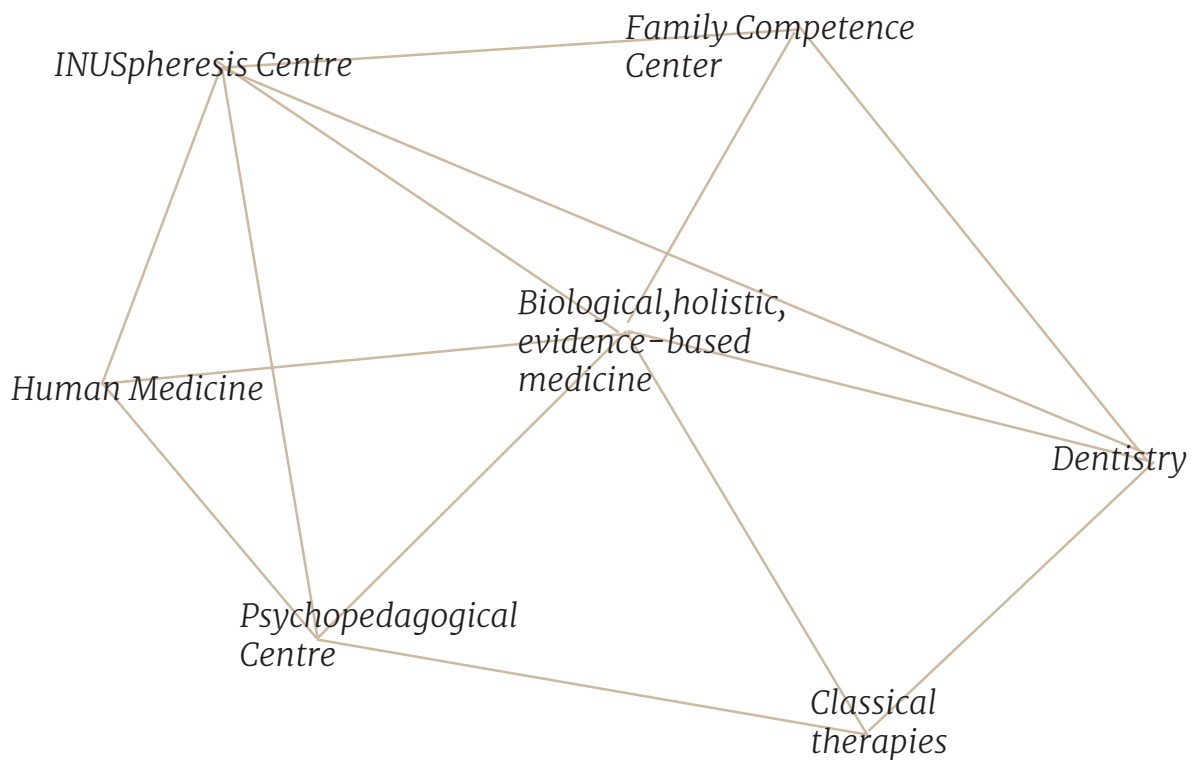 Family Competence
Center
INUSpheresis Centre
Biological,holistic,
evidence-based
medicine
Human Medicine
Dentistry
Psychopedagogical
Centre
Classical
therapies